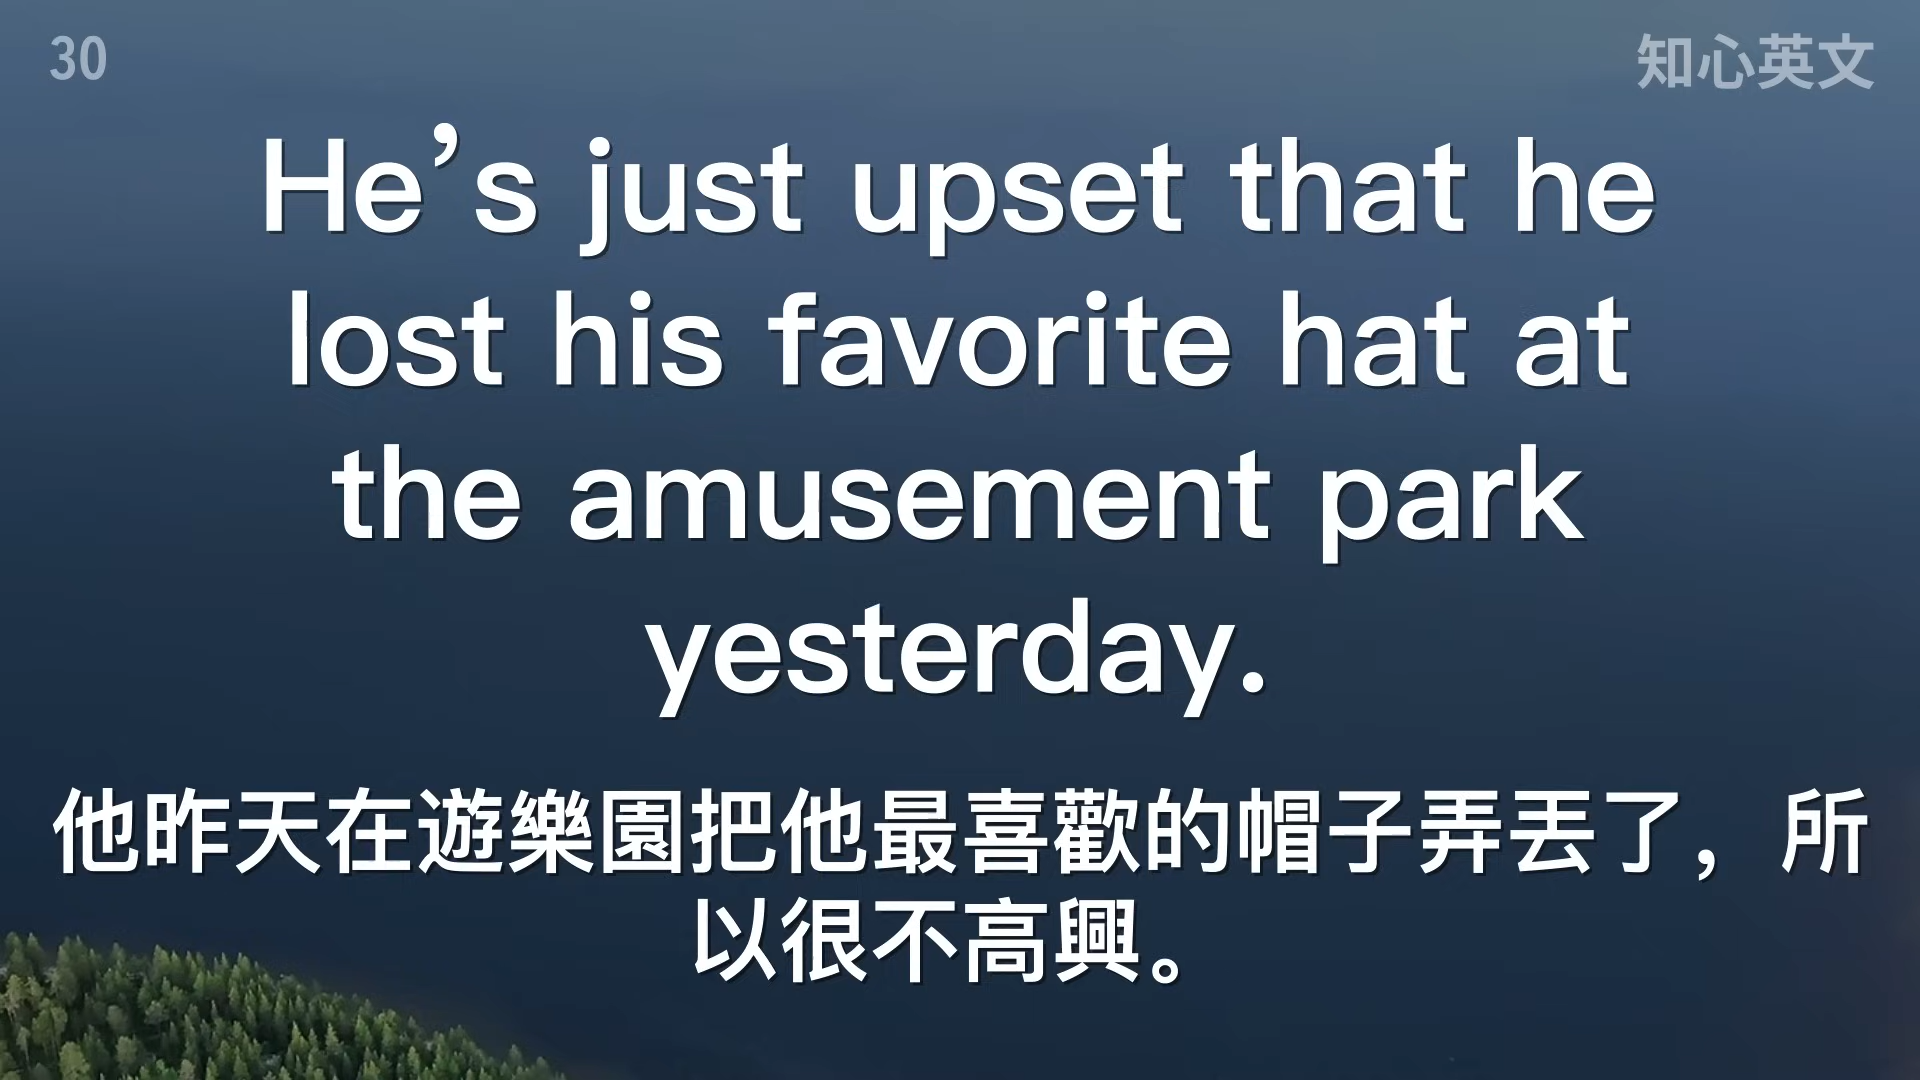 30
知心英文
He’s just upset that he
lost his favorite hat at
the amusement park
yesterday.
他昨天在遊樂園把他最喜歡的帽子弄丟了，所
以很不高興。